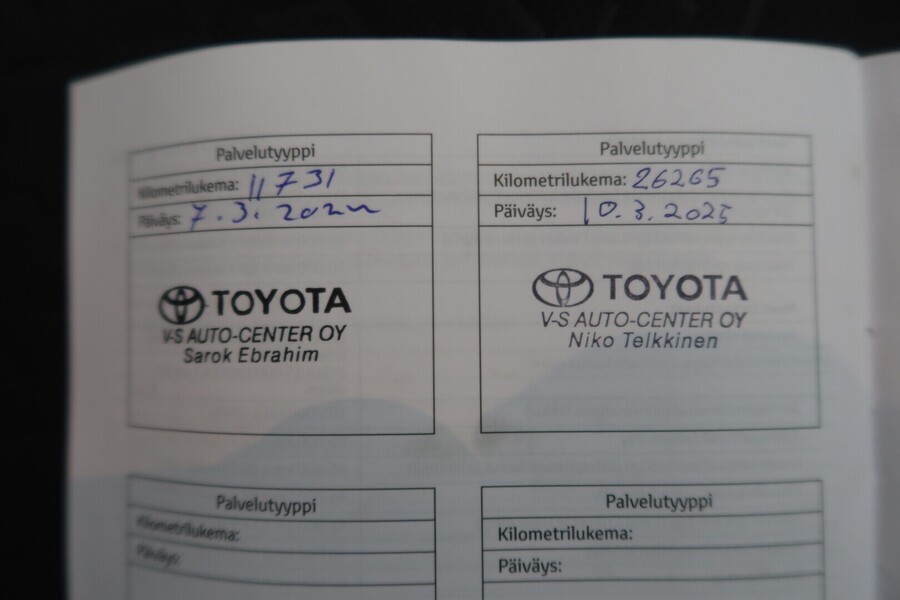 Palvelutyyppi
Kilometrilukema: 11731
Päiväys: 7.3.2024
TOYOTA
V-S AUTO-CENTER OY
Sarok Ebrahim
Palvelutyyppi
Kilometrilukema: 26265
Päiväys: 10.3.2025
TOYOTA
V-S AUTO-CENTER OY
Niko Telkkinen
Palvelutyyppi
Kilometrilukema:
Päiväys:
Palvelutyyppi
Kilometrilukema:
Päiväys: